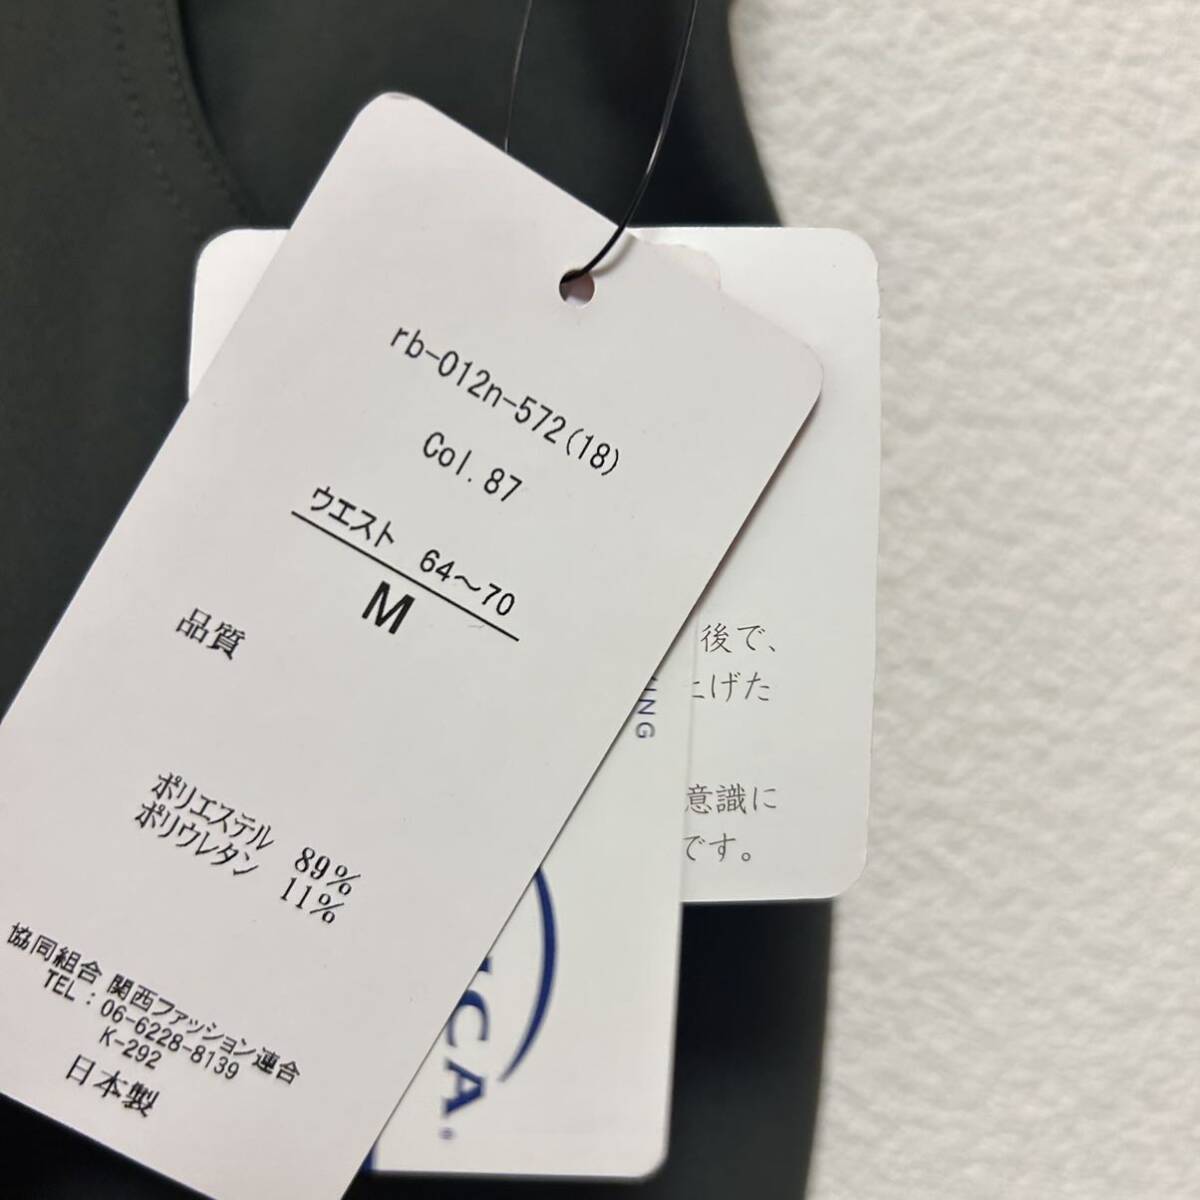 rb-012n-572(18)
Col.87
ウエスト 64〜70
M
品質
ポリエステル 89%
ポリウレタン 11%
協同組合 関西ファッション連合
TEL：06-6228-8139
K-292
日本製
後で、
上げた
意識に
です。